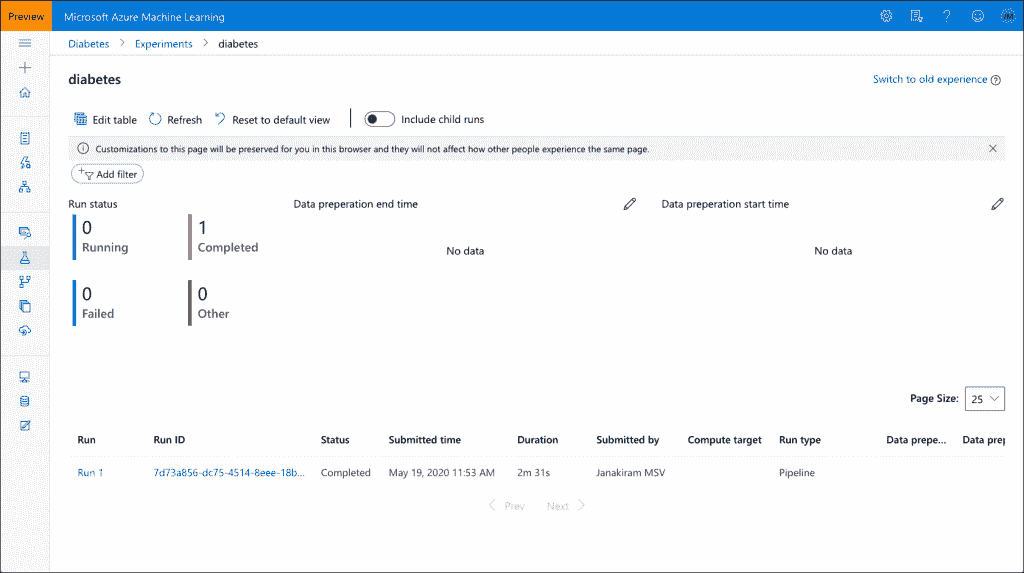 Preview
Microsoft Azure Machine Learning
Diabetes > Experiments > diabetes
diabetes
Switch to old experience
Edit table Refresh Reset to default view Include child runs
Customizations to this page will be preserved for you in this browser and they will not affect how other people experience the same page.
Add filter
Run status
0
Running
1
Completed
0
Failed
0
Other
Data preperation end time
No data
Data preperation start time
No data
Page Size: 25
Run Run ID Status Submitted time Duration Submitted by Compute target Run type Data prepe... Data prep
Run 1 7d73a856-dc75-4514-8eee-18b... Completed May 19, 2020 11:53 AM 2m 31s Janakiram MSV Pipeline
Prev Next